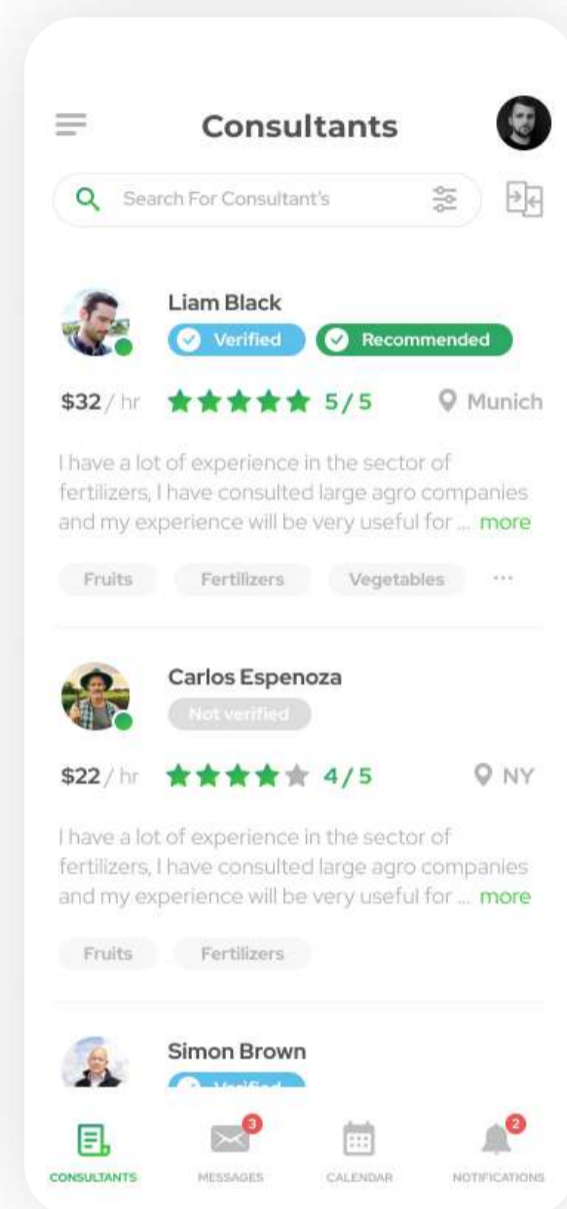 Consultants
Search For Consultant's
Liam Black
Verified Recommended
$32 / hr 5/5 Munich
I have a lot of experience in the sector of
fertilizers, I have consulted large agro companies
and my experience will be very useful for ... more
Fruits Fertilizers Vegetables ...
Carlos Espenoza
Not verified
$22 / hr 4/5 NY
I have a lot of experience in the sector of
fertilizers, I have consulted large agro companies
and my experience will be very useful for ... more
Fruits Fertilizers
Simon Brown
Verified
3 2
CONSULTANTS MESSAGES CALENDAR NOTIFICATIONS